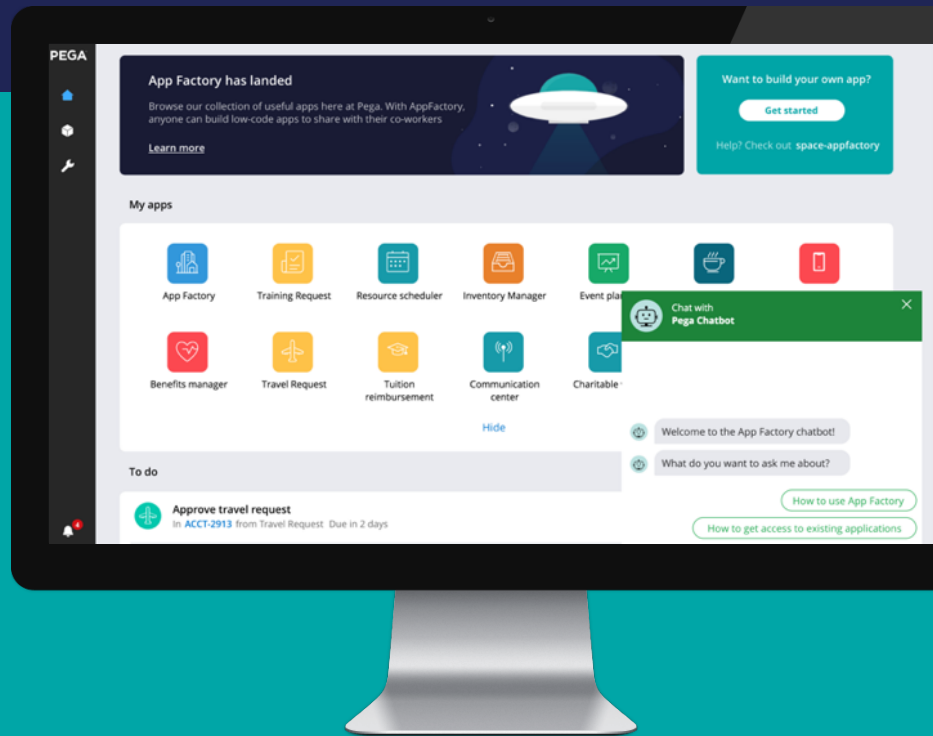 PEGA
App Factory has landed
Browse our collection of useful apps here at Pega. With AppFactory,
anyone can build low-code apps to share with their co-workers
Learn more
Want to build your own app?
Get started
Help? Check out space-appfactory
My apps
App Factory
Training Request
Resource scheduler
Inventory Manager
Event
Benefits manager
Travel Request
Tuition
reimbursement
Communication
center
Charitable
Hide
Chat with
Pega Chatbot
Welcome to the App Factory chatbot!
What do you want to ask me about?
How to use App Factory
How to get access to existing applications
To do
Approve travel request
In ACCT-2913 from Travel Request Due in 2 days
4